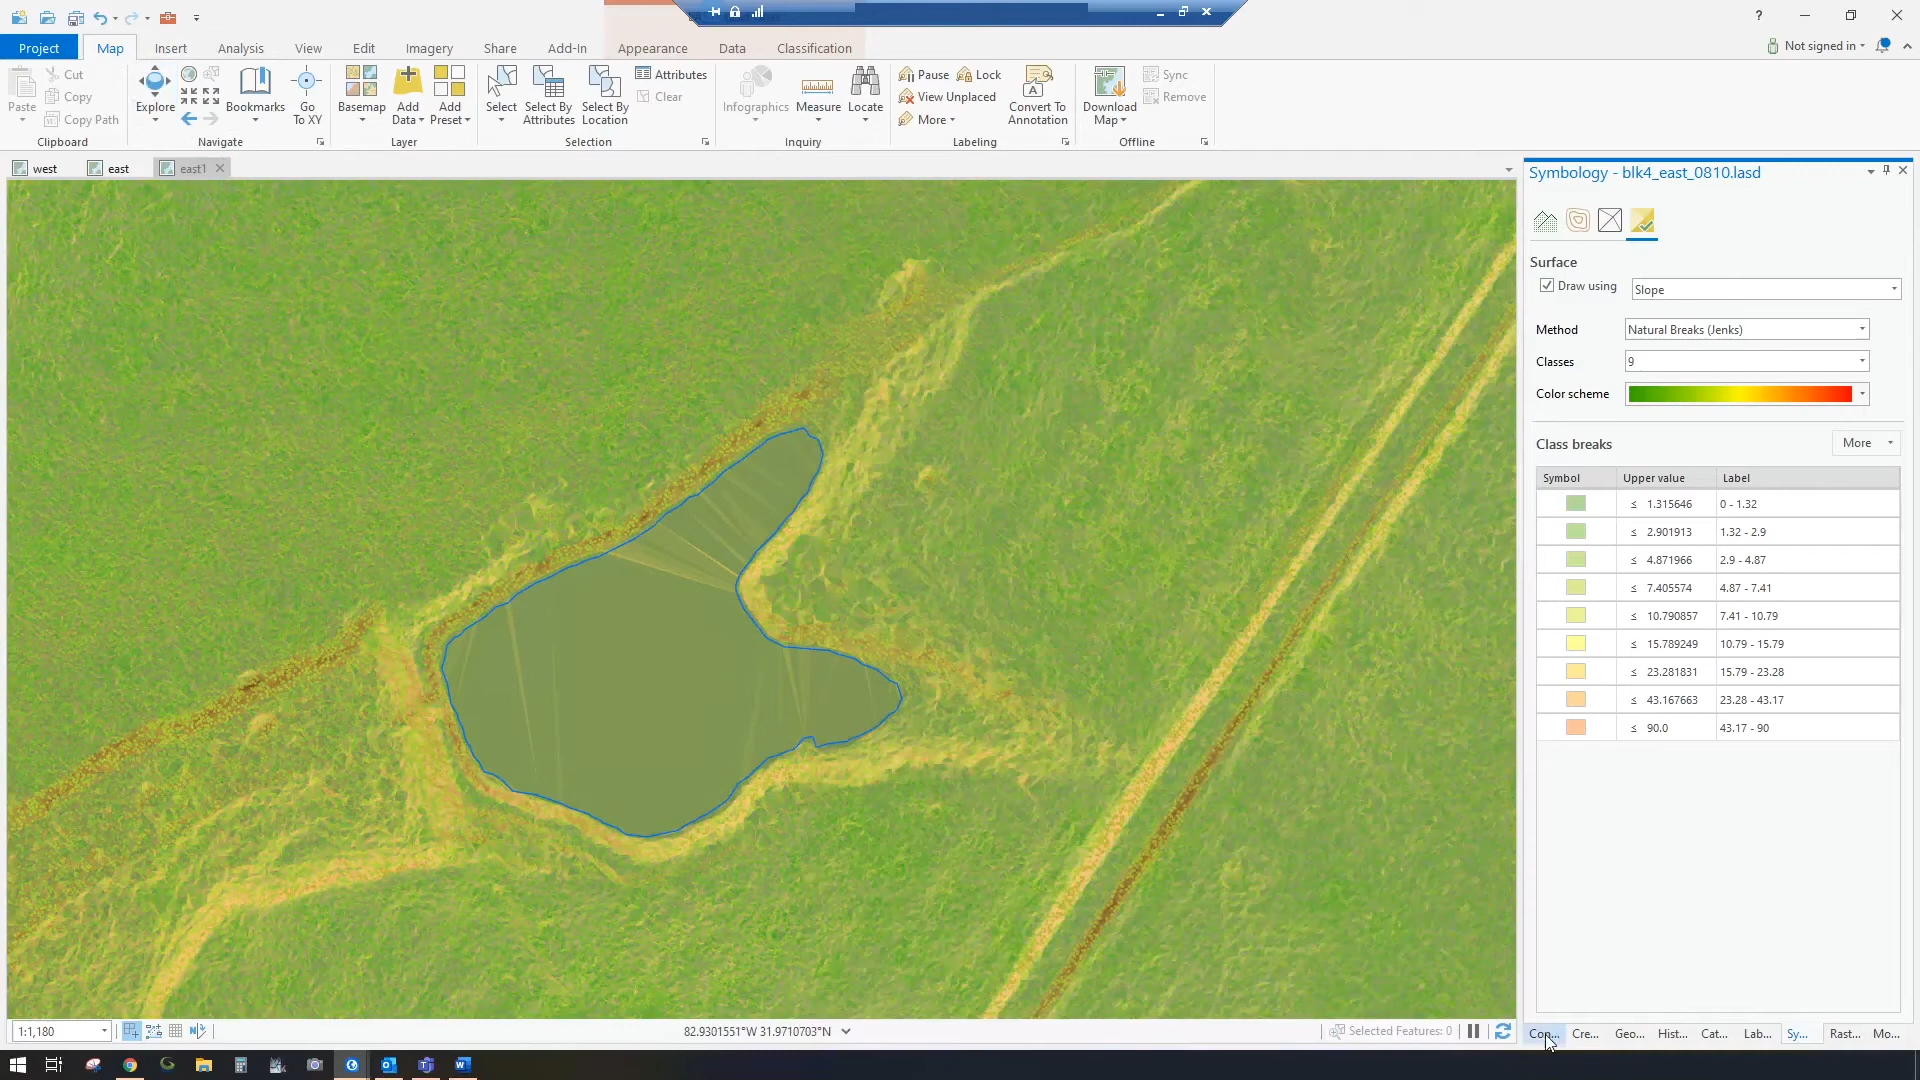 ?
Project Map Insert Analysis View Edit Imagery Share Add-In Appearance Data Classification
Not signed in
Paste
Cut
Copy
Copy Path
Clipboard
Explore
Bookmarks
Go
To XY
Navigate
Basemap
Add
Data
Add
Preset
Layer
Select
Select By
Attributes
Select By
Location
Attributes
Clear
Selection
Infographics
Measure
Locate
Inquiry
Pause
Lock
View Unplaced
More
Convert To
Annotation
Labeling
Download
Map
Sync
Remove
Offline
west
east
east1
Symbology - blk4_east_0810.lasd
Surface
Draw using Slope
Method Natural Breaks (Jenks)
Classes 9
Color scheme
Class breaks More
Symbol Upper value Label
≤ 1.315646 0 - 1.32
≤ 2.901913 1.32 - 2.9
≤ 4.871966 2.9 - 4.87
≤ 7.405574 4.87 - 7.41
≤ 10.790857 7.41 - 10.79
≤ 15.789249 10.79 - 15.79
≤ 23.281831 15.79 - 23.28
≤ 43.167663 23.28 - 43.17
≤ 90.0 43.17 - 90
1:1,180
82.9301551°W 31.9710703°N
Selected Features: 0
Con... Cre... Geo... Hist... Cat... Lab... Sy... Rast... Mo...